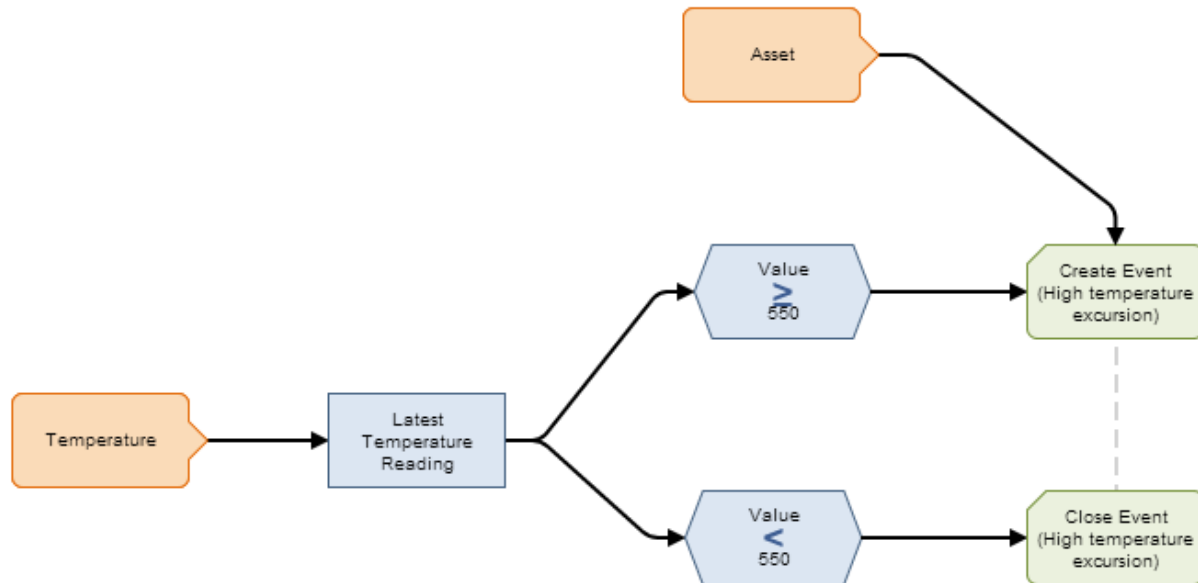 Asset
Value
≥
550
Create Event
(High temperature
excursion)
Temperature
Latest
Temperature
Reading
Value
<
550
Close Event
(High temperature
excursion)